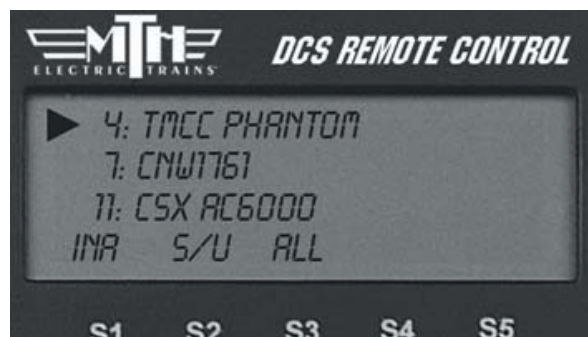 MTH
ELECTRIC TRAINS
DCS REMOTE CONTROL
4: TMCC PHANTOM
7: CNW1761
11: CSX AC6000
INA S/U ALL
S1 S2 S3 S4 S5